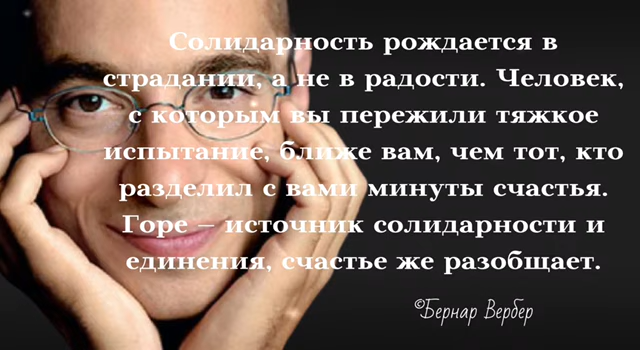 Солидарность рождается в
страдании, а не в радости. Человек,
с которым вы пережили тяжкое
испытание, ближе вам, чем тот, кто
разделил с вами минуты счастья.
Горе – источник солидарности и
единения, счастье же разобщает.
©Бернар Вербер